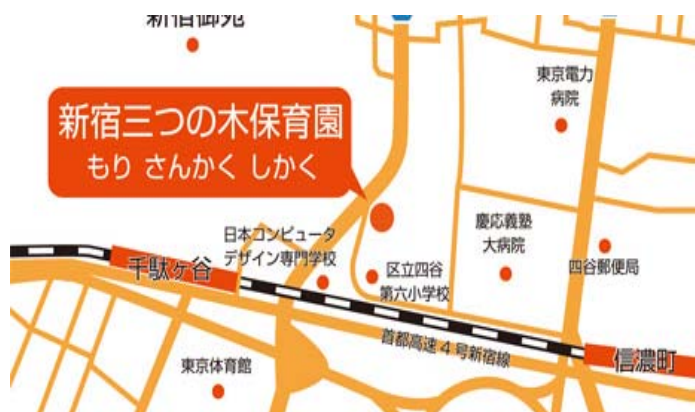 新宿御苑
東京電力
病院
新宿三つの木保育園
もり さんかく しかく
日本コンピュータ
デザイン専門学校
慶応義塾
大病院
区立四谷
第六小学校
四谷郵便局
千駄ヶ谷
首都高速4号新宿線
信濃町
東京体育館